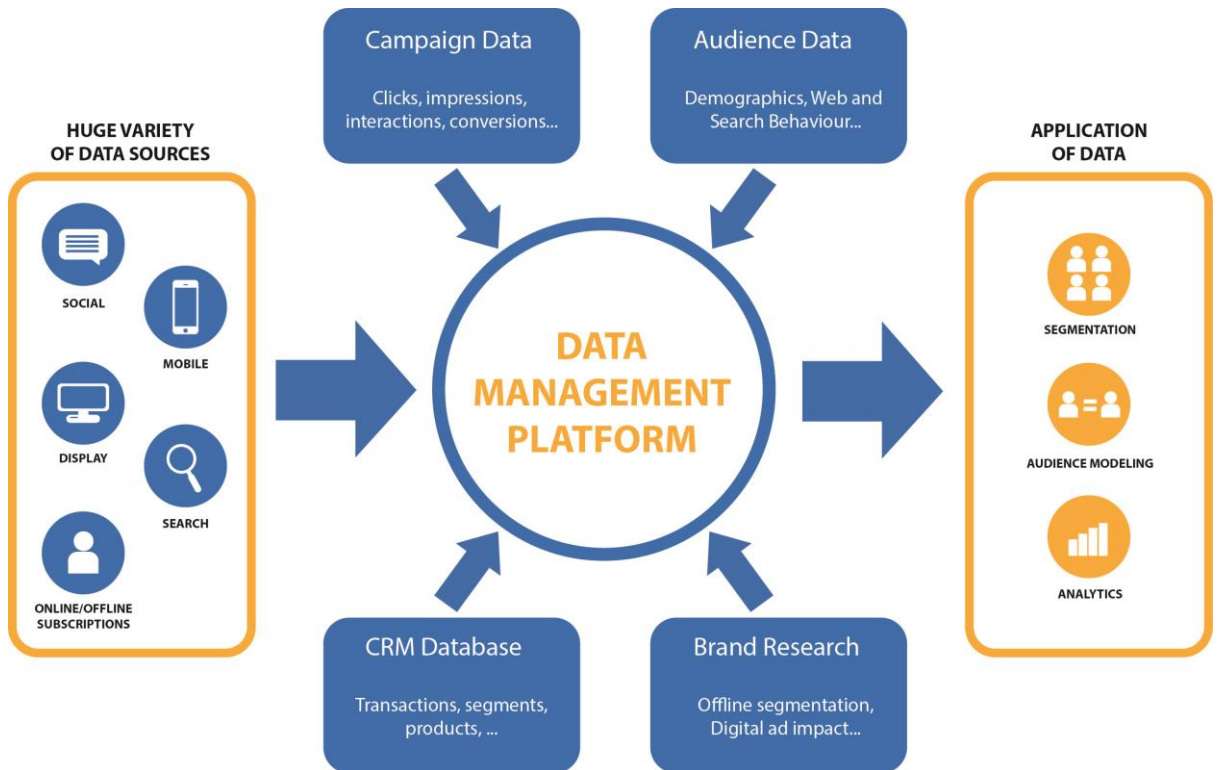 Campaign Data
Clicks, impressions,
interactions, conversions...
Audience Data
Demographics, Web and
Search Behaviour...
HUGE VARIETY
OF DATA SOURCES
SOCIAL
MOBILE
DISPLAY
SEARCH
ONLINE/OFFLINE
SUBSCRIPTIONS
DATA
MANAGEMENT
PLATFORM
APPLICATION
OF DATA
SEGMENTATION
AUDIENCE MODELING
ANALYTICS
CRM Database
Transactions, segments,
products, ...
Brand Research
Offline segmentation,
Digital ad impact...